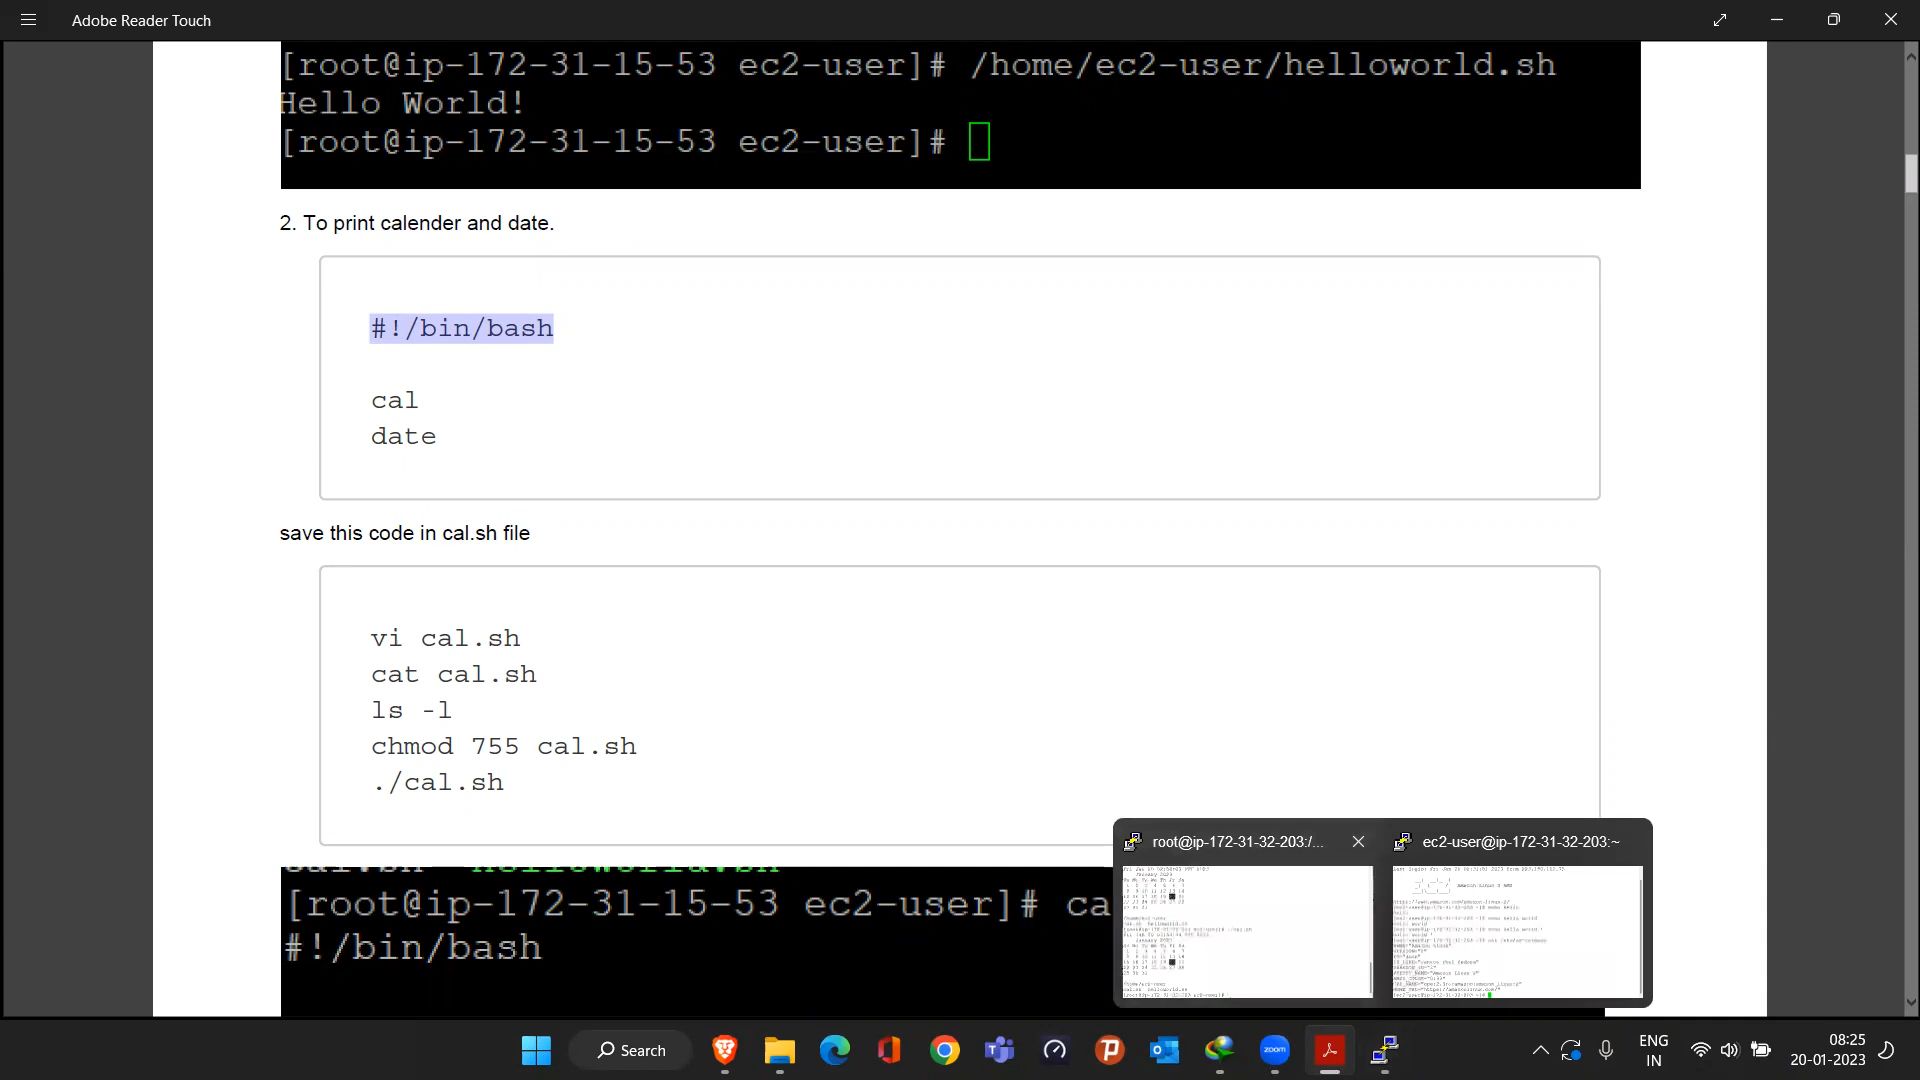 Adobe Reader Touch
[root@ip-172-31-15-53 ec2-user]# /home/ec2-user/helloworld.sh
Hello World!
[root@ip-172-31-15-53 ec2-user]#
2. To print calender and date.
#!/bin/bash
cal
date
save this code in cal.sh file
vi cal.sh
cat cal.sh
ls -l
chmod 755 cal.sh
./cal.sh
[root@ip-172-31-15-53 ec2-user]# ca
#!/bin/bash
root@ip-172-31-32-203:/...
ec2-user@ip-172-31-32-203:~
Search
zoom
ENG
IN
08:25
20-01-2023